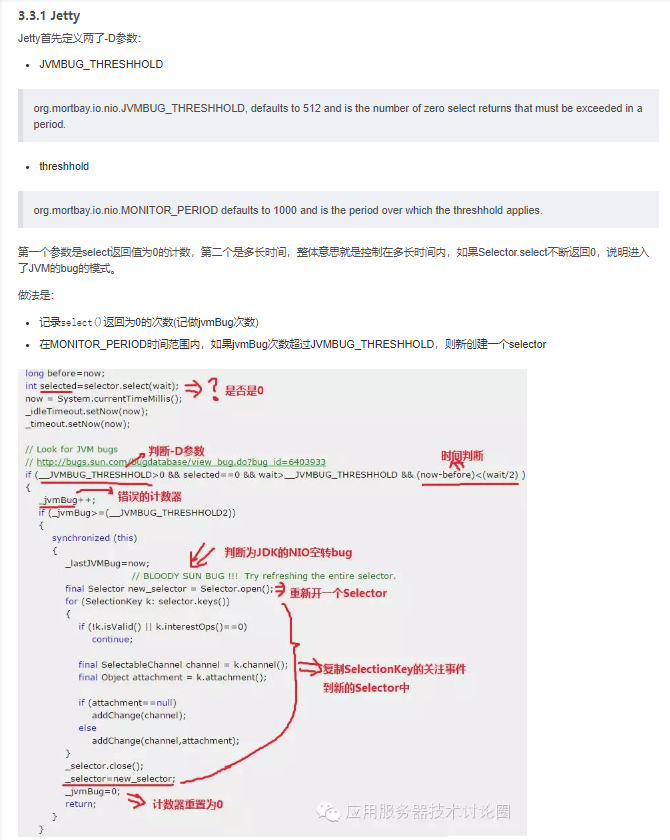 3.3.1 Jetty
Jetty首先定义两了-D参数：
• JVMBUG_THRESHHOLD
org.mortbay.io.nio.JVMBUG_THRESHHOLD, defaults to 512 and is the number of zero select returns that must be exceeded in a
period.
• threshhold
org.mortbay.io.nio.MONITOR_PERIOD defaults to 1000 and is the period over which the threshhold applies.
第一个参数是select返回值为0的计数，第二个是多长时间，整体意思就是控制在多长时间内，如果Selector.select不断返回0，说明进入
了JVM的bug的模式。
做法是：
• 记录select()返回为0的次数(记做jvmBug次数)
• 在MONITOR_PERIOD时间范围内，如果jvmBug次数超过JVMBUG_THRESHHOLD，则新创建一个selector
long before=now;
int selected=selector.select(wait); ? 是否是0
now = System.currentTimeMillis();
_idleTimeout.setNow(now);
_timeout.setNow(now);
// Look for JVM bugs 判断-D参数 时间判断
// http://bugs.sun.com/bugdatabase/view_bug.do?bug_id=6403933
if (__JVMBUG_THRESHHOLD>0 && selected==0 && wait>__JVMBUG_THRESHHOLD && (now-before)<(wait/2) )
{
_jvmBug++; 错误的计数器
if (_jvmBug>=(__JVMBUG_THRESHHOLD2))
{
synchronized (this)
{ 判断为JDK的NIO空转bug
_lastJVMBug=now;
// BLOODY SUN BUG !!! Try refreshing the entire selector.
final Selector new_selector = Selector.open(); 重新开一个Selector
for (SelectionKey k: selector.keys())
{
if (!k.isValid() || k.interestOps()==0)
continue;
final SelectableChannel channel = k.channel(); 复制SelectionKey的关注事件
final Object attachment = k.attachment(); 到新的Selector中
if (attachment==null)
addChange(channel);
else
addChange(channel,attachment);
}
_selector.close();
_selector=new_selector;
_jvmBug=0; 计数器重置为0
return;
}
}
应用服务器技术讨论圈